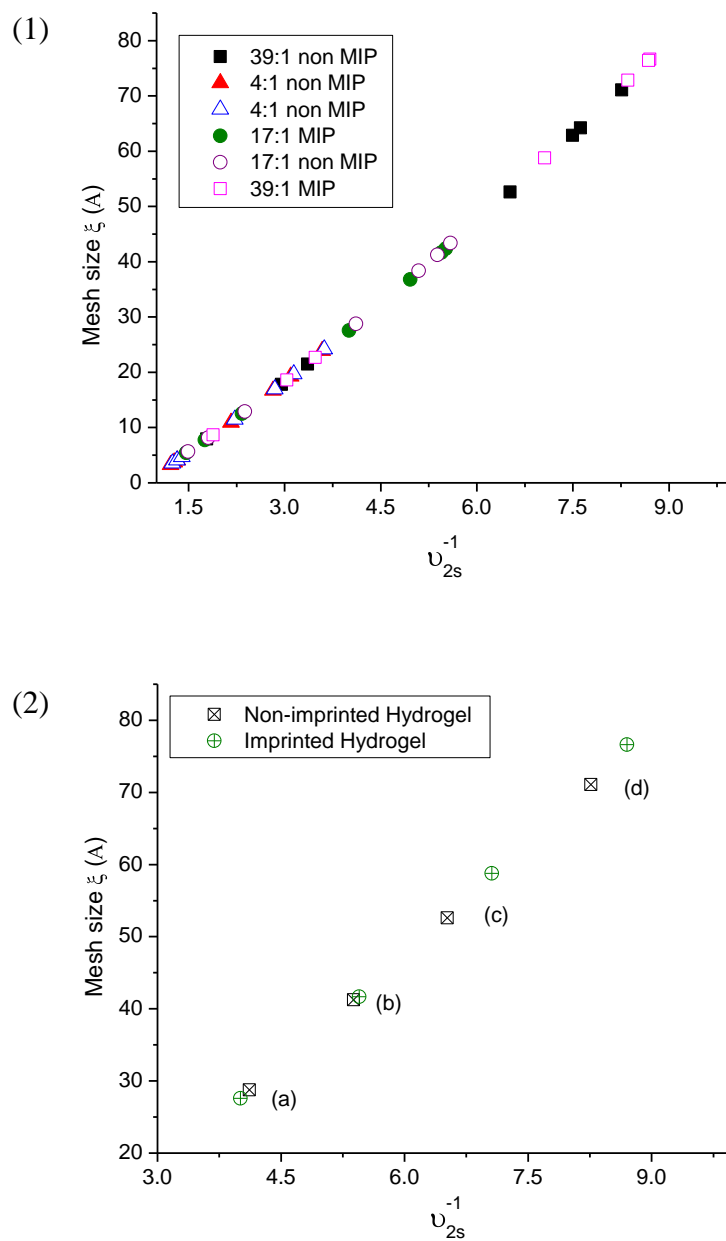 (1)
39:1 non MIP
4:1 non MIP
4:1 non MIP
17:1 MIP
17:1 non MIP
39:1 MIP
Mesh size ξ (A)
80
70
60
50
40
30
20
10
0
1.5 3.0 4.5 6.0 7.5 9.0
υ2s-1
(2)
Non-imprinted Hydrogel
Imprinted Hydrogel
Mesh size ξ (A)
80
70
60
50
40
30
20
(d)
(c)
(b)
(a)
3.0 4.5 6.0 7.5 9.0
υ2s-1